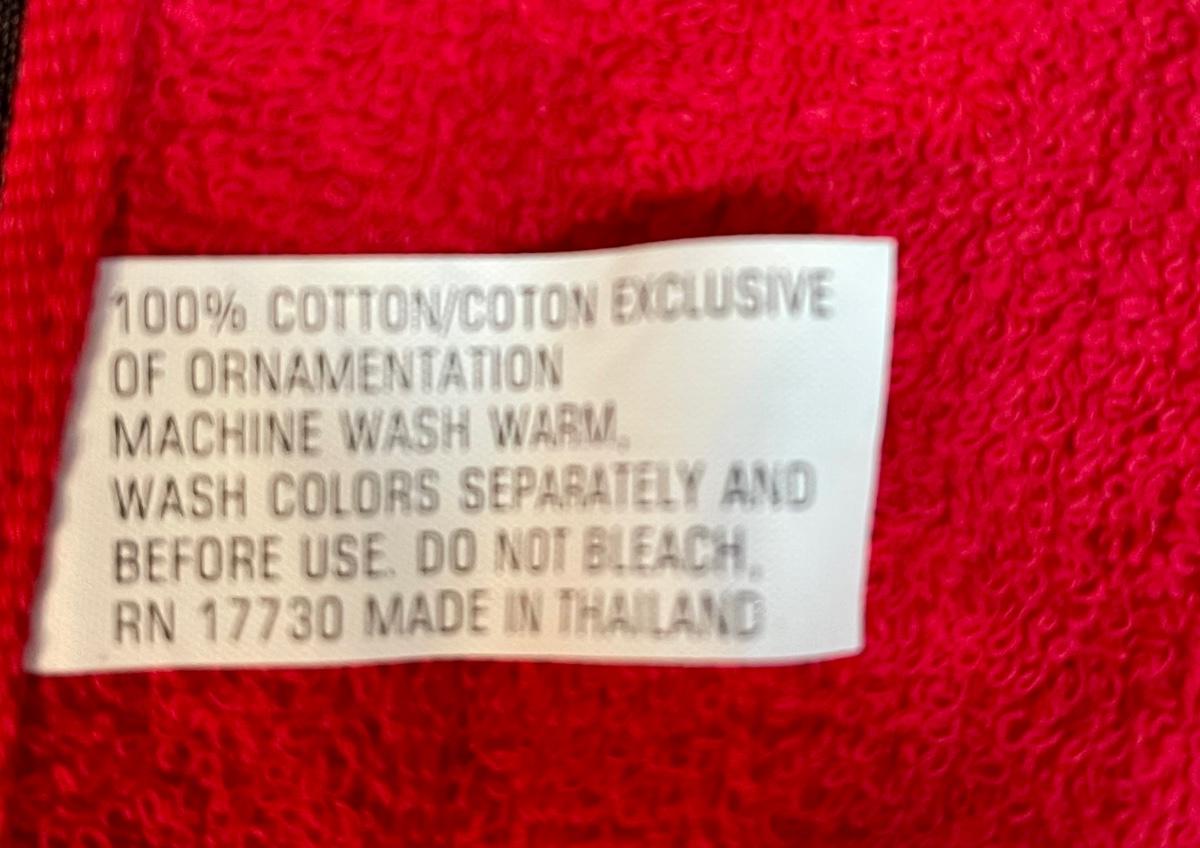 100% COTTON/COTON EXCLUSIVE
OF ORNAMENTATION
MACHINE WASH WARM.
WASH COLORS SEPARATELY AND
BEFORE USE. DO NOT BLEACH.
RN 17730 MADE IN THAILAND